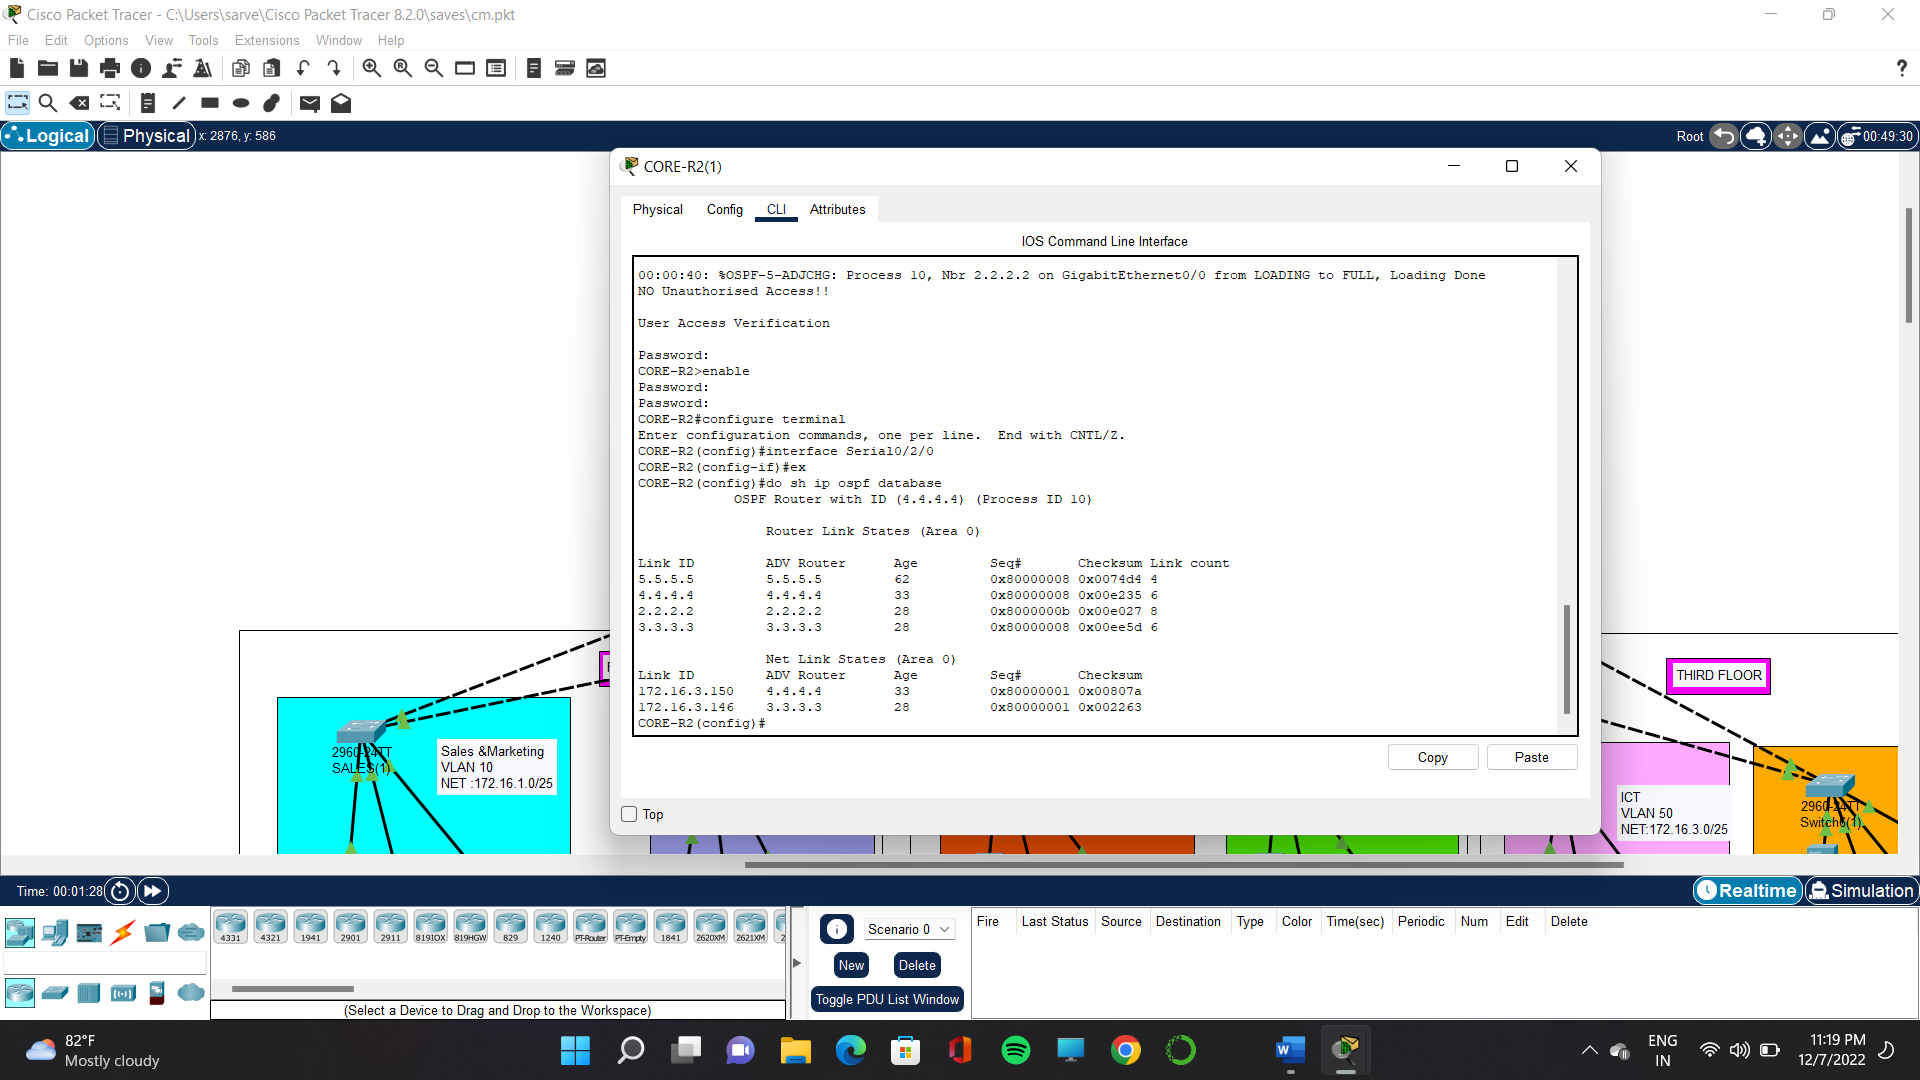 Cisco Packet Tracer - C:\Users\sarve\Cisco Packet Tracer 8.2.0\saves\cm.pkt
File Edit Options View Tools Extensions Window Help
?
Logical Physical x: 2876, y: 586 Root 00:49:30
CORE-R2(1)
Physical Config CLI Attributes
IOS Command Line Interface
00:00:40: %OSPF-5-ADJCHG: Process 10, Nbr 2.2.2.2 on GigabitEthernet0/0 from LOADING to FULL, Loading Done
NO Unauthorised Access!!
User Access Verification
Password:
CORE-R2>enable
Password:
Password:
CORE-R2#configure terminal
Enter configuration commands, one per line.  End with CNTL/Z.
CORE-R2(config)#interface Serial0/2/0
CORE-R2(config-if)#ex
CORE-R2(config)#do sh ip ospf database
OSPF Router with ID (4.4.4.4) (Process ID 10)
Router Link States (Area 0)
Link ID ADV Router Age Seq# Checksum Link count
5.5.5.5 5.5.5.5 62 0x80000008 0x0074d4 4
4.4.4.4 4.4.4.4 33 0x80000008 0x00e235 6
2.2.2.2 2.2.2.2 28 0x8000000b 0x00e027 8
3.3.3.3 3.3.3.3 28 0x80000008 0x00ee5d 6
Net Link States (Area 0)
Link ID ADV Router Age Seq# Checksum
172.16.3.150 4.4.4.4 33 0x80000001 0x00807a
172.16.3.146 3.3.3.3 28 0x80000001 0x002263
CORE-R2(config)#
Copy Paste
Top
THIRD FLOOR
2960-24TT
SALES(1)
Sales &Marketing
VLAN 10
NET :172.16.1.0/25
ICT
VLAN 50
NET:172.16.3.0/25
2960-24TT
Switch6(1)
Time: 00:01:28 Realtime Simulation
4331 4321 1941 2901 2911 819IOX 819HGW 829 1240 PT-Router PT-Empty 1841 2620XM 2621XM 2
(Select a Device to Drag and Drop to the Workspace)
Scenario 0
New Delete
Toggle PDU List Window
Fire Last Status Source Destination Type Color Time(sec) Periodic Num Edit Delete
82°F
Mostly cloudy
ENG
IN
11:19 PM
12/7/2022